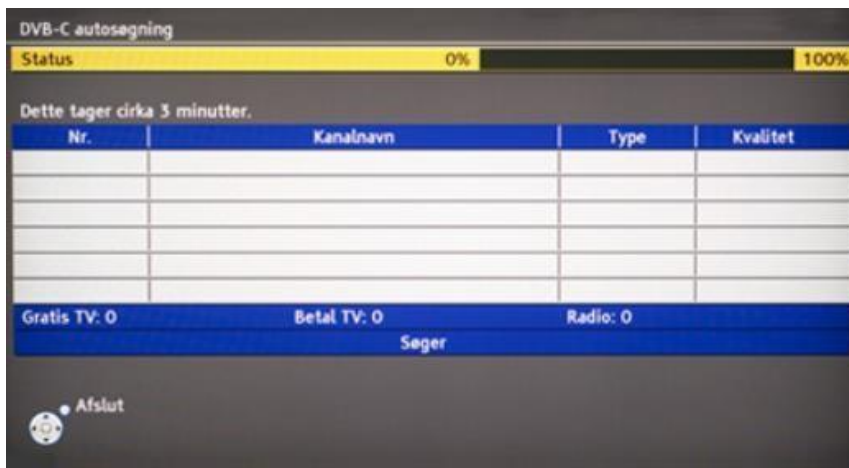 DVB-C autosøgning
Status 0% 100%
Dette tager cirka 3 minutter.
Nr. Kanalnavn Type Kvalitet
Gratis TV: 0 Betal TV: 0 Radio: 0
Søger
Afslut